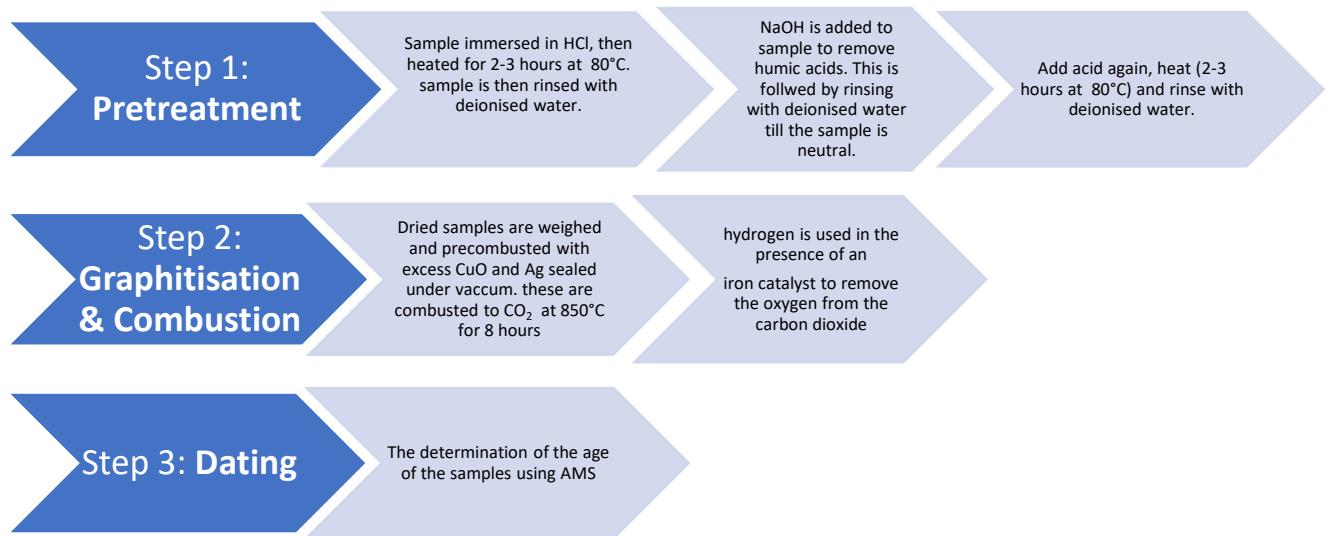 Step 1:
Pretreatment
Sample immersed in HCl, then
heated for 2-3 hours at  80°C.
sample is then rinsed with
deionised water.
NaOH is added to
sample to remove
humic acids. This is
follwed by rinsing
with deionised water
till the sample is
neutral.
Add acid again, heat (2-3
hours at  80°C) and rinse with
deionised water.
Step 2:
Graphitisation
& Combustion
Dried samples are weighed
and precombusted with
excess CuO and Ag sealed
under vaccum. these are
combusted to CO₂  at 850°C
for 8 hours
hydrogen is used in the
presence of an
iron catalyst to remove
the oxygen from the
carbon dioxide
Step 3: Dating
The determination of the age
of the samples using AMS